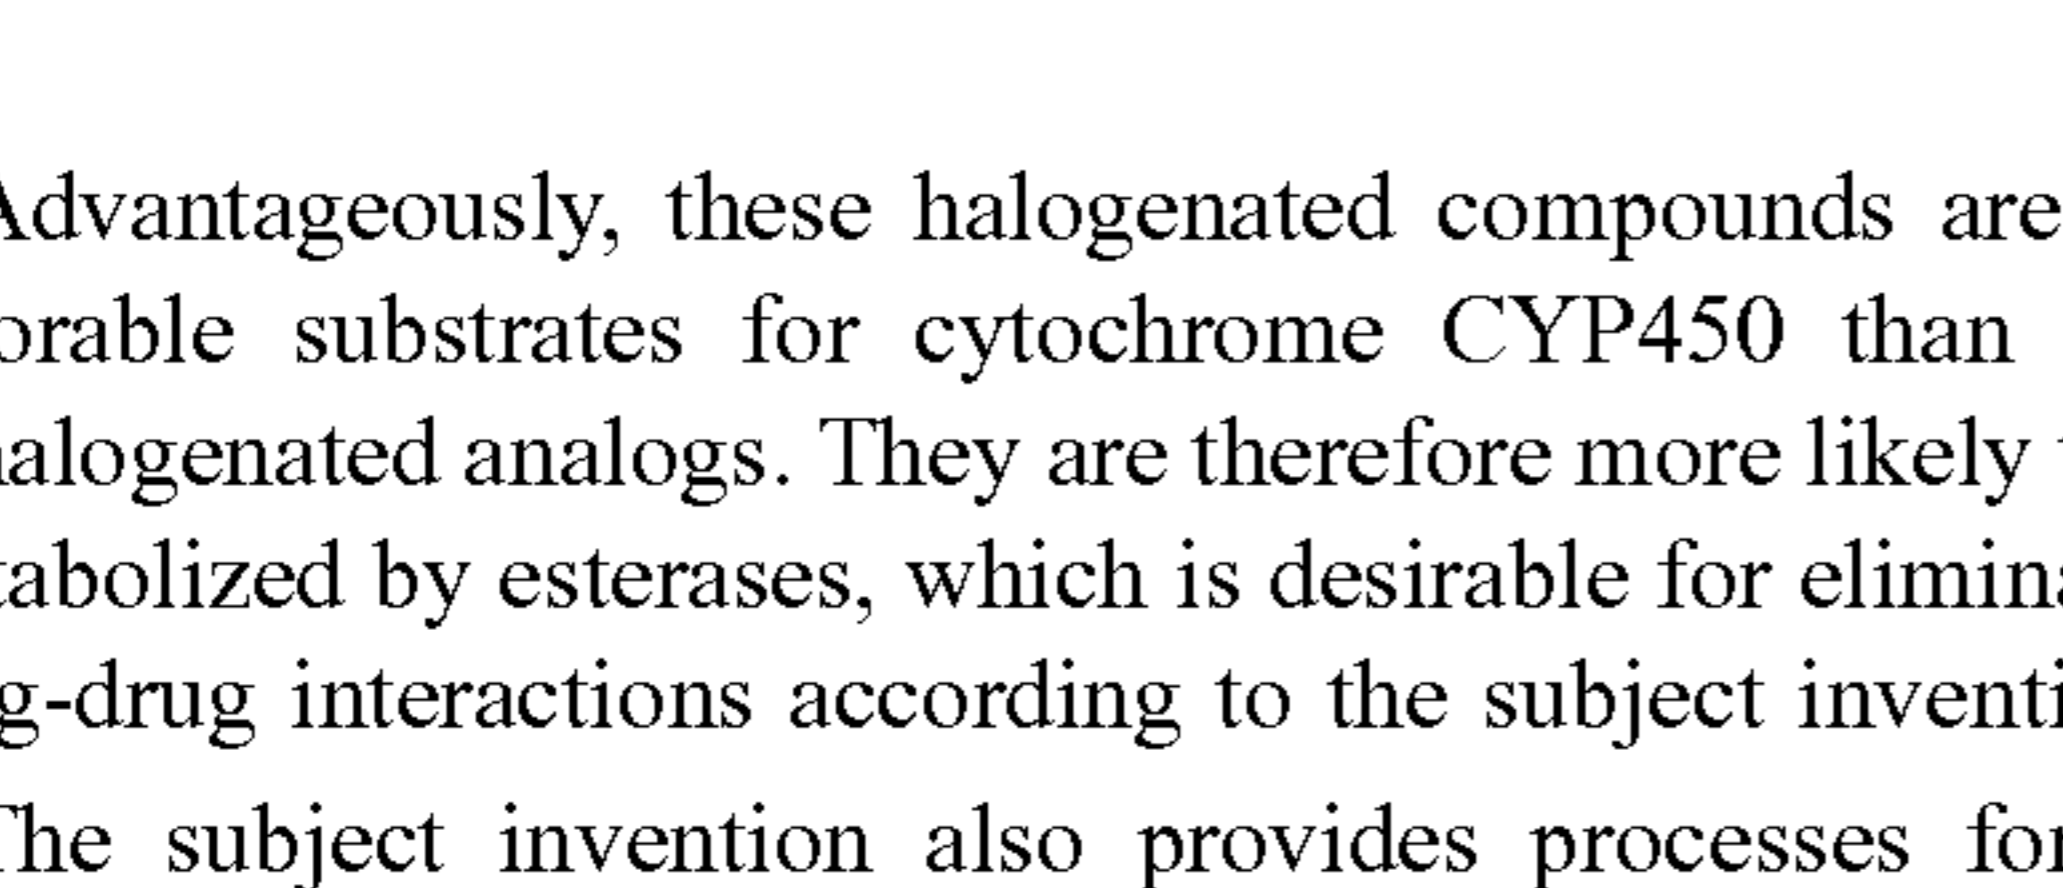 Advantageously, these halogenated compounds are
orable substrates for cytochrome CYP450 than
alogenated analogs. They are therefore more likely
tabolized by esterases, which is desirable for elimina
g-drug interactions according to the subject inventi
The subject invention also provides processes for